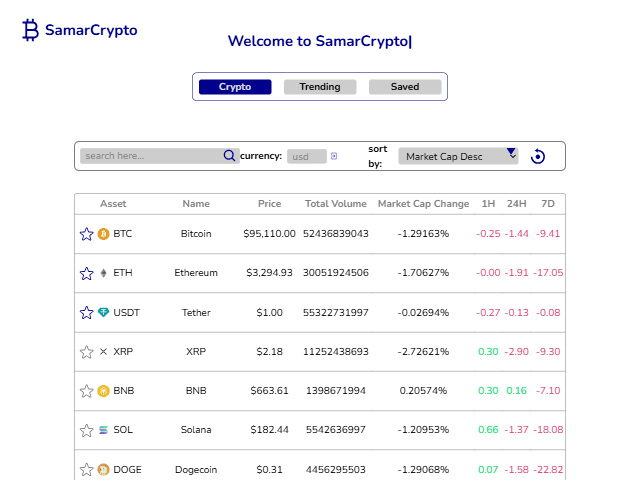 SamarCrypto
Welcome to SamarCrypto|
Crypto Trending Saved
search here... currency: usd sort by: Market Cap Desc
Asset Name Price Total Volume Market Cap Change 1H 24H 7D
BTC Bitcoin $95,110.00 52436839043 -1.29163% -0.25 -1.44 -9.41
ETH Ethereum $3,294.93 30051924506 -1.70627% -0.00 -1.91 -17.05
USDT Tether $1.00 55322731997 -0.02694% -0.27 -0.13 -0.08
XRP XRP $2.18 11252438693 -2.72621% 0.30 -2.90 -9.30
BNB BNB $663.61 1398671994 0.20574% 0.30 0.16 -7.10
SOL Solana $182.44 5542636997 -1.20953% 0.66 -1.37 -18.08
DOGE Dogecoin $0.31 4456295503 -1.29068% 0.07 -1.58 -22.82